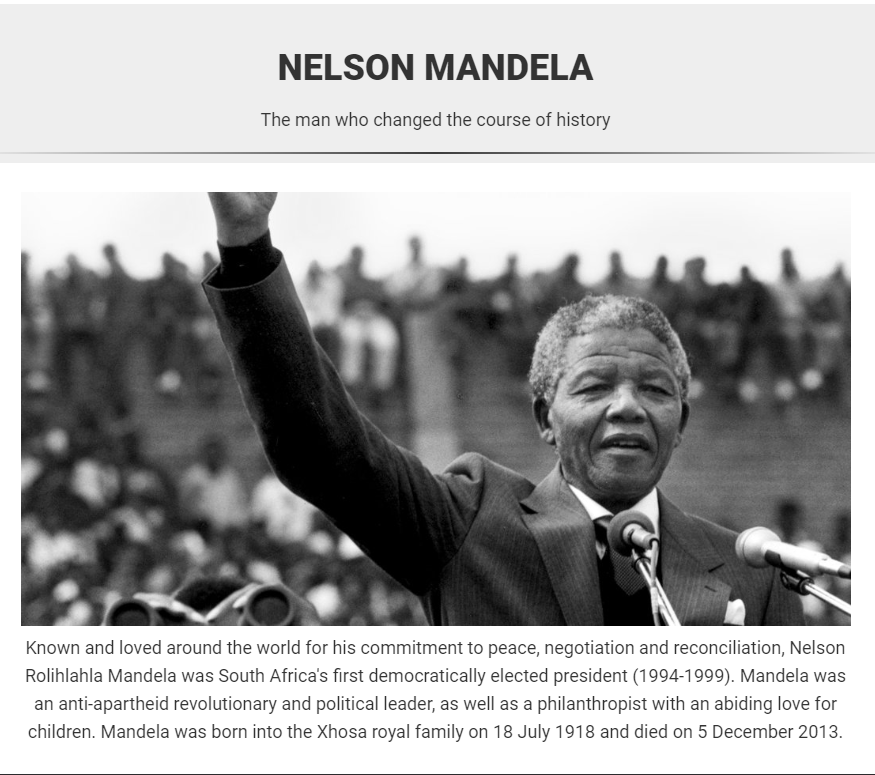 NELSON MANDELA
The man who changed the course of history
Known and loved around the world for his commitment to peace, negotiation and reconciliation, Nelson
Rolihlahla Mandela was South Africa's first democratically elected president (1994-1999). Mandela was
an anti-apartheid revolutionary and political leader, as well as a philanthropist with an abiding love for
children. Mandela was born into the Xhosa royal family on 18 July 1918 and died on 5 December 2013.